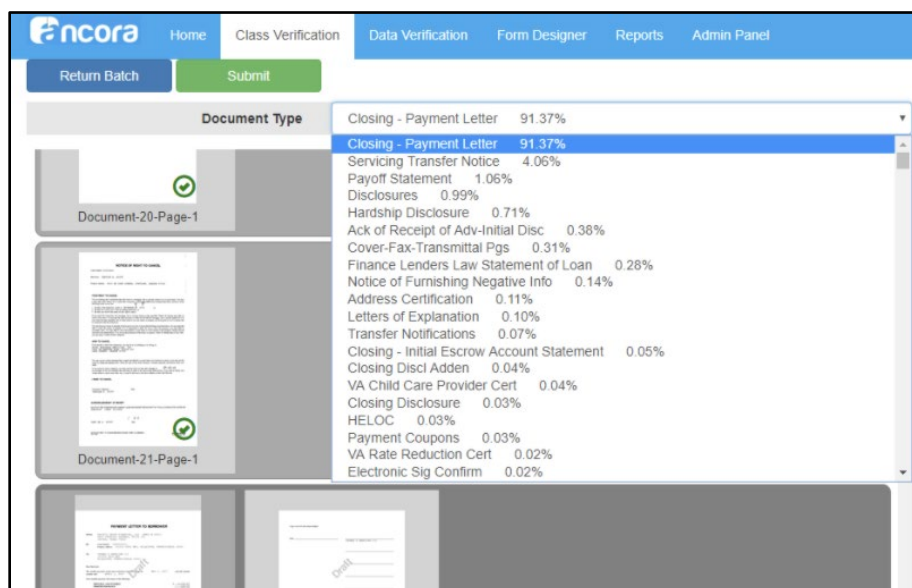 ancora Home Class Verification Data Verification Form Designer Reports Admin Panel
Return Batch Submit
Document Type Closing - Payment Letter 91.37%
Closing - Payment Letter 91.37%
Servicing Transfer Notice 4.06%
Payoff Statement 1.06%
Disclosures 0.99%
Hardship Disclosure 0.71%
Ack of Receipt of Adv-Initial Disc 0.38%
Cover-Fax-Transmittal Pgs 0.31%
Finance Lenders Law Statement of Loan 0.28%
Notice of Furnishing Negative Info 0.14%
Address Certification 0.11%
Letters of Explanation 0.10%
Transfer Notifications 0.07%
Closing - Initial Escrow Account Statement 0.05%
Closing Discl Adden 0.04%
VA Child Care Provider Cert 0.04%
Closing Disclosure 0.03%
HELOC 0.03%
Payment Coupons 0.03%
VA Rate Reduction Cert 0.02%
Electronic Sig Confirm 0.02%
Document-20-Page-1
NOTICE OF RIGHT TO CANCEL
Document-21-Page-1
PAYMENT LETTER TO BORROWER
Draft
Draft